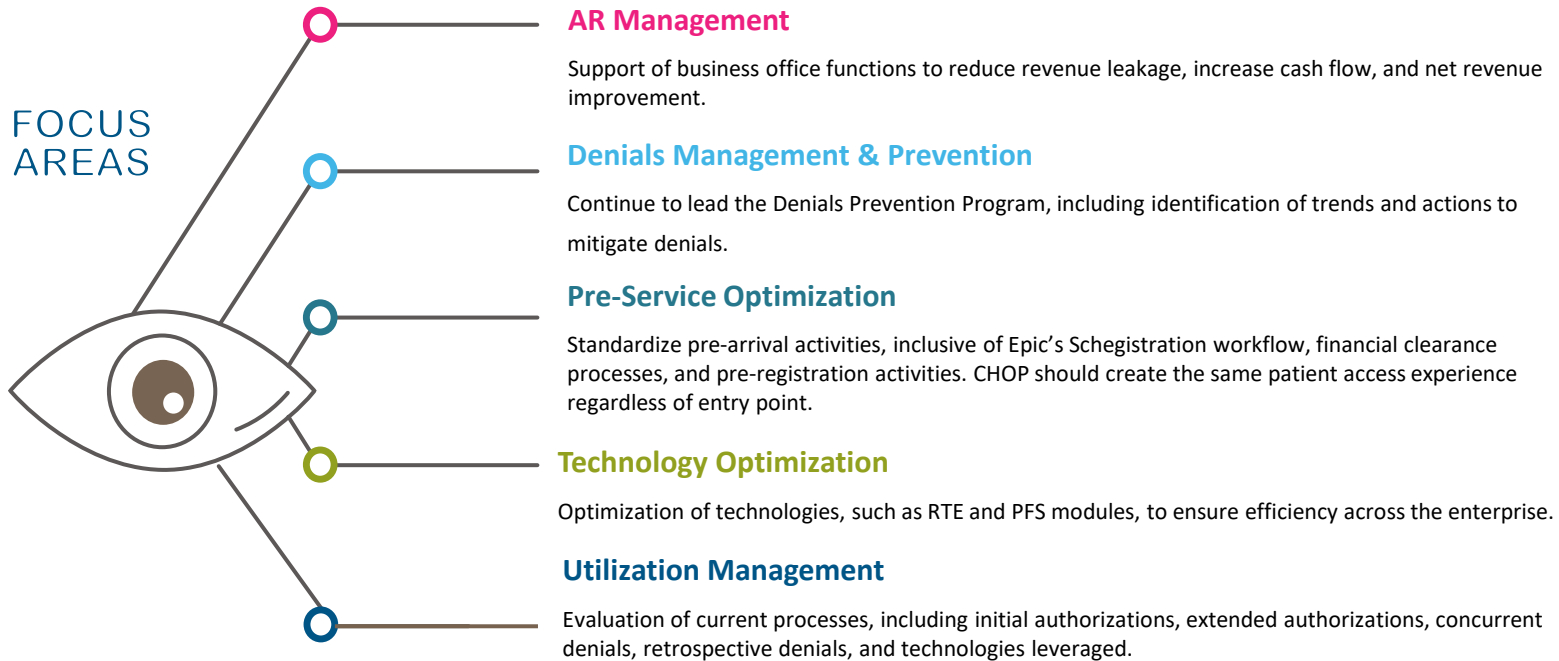 FOCUS
AREAS
AR Management
Support of business office functions to reduce revenue leakage, increase cash flow, and net revenue
improvement.
Denials Management & Prevention
Continue to lead the Denials Prevention Program, including identification of trends and actions to
mitigate denials.
Pre-Service Optimization
Standardize pre-arrival activities, inclusive of Epic’s Schegistration workflow, financial clearance
processes, and pre-registration activities. CHOP should create the same patient access experience
regardless of entry point.
Technology Optimization
Optimization of technologies, such as RTE and PFS modules, to ensure efficiency across the enterprise.
Utilization Management
Evaluation of current processes, including initial authorizations, extended authorizations, concurrent
denials, retrospective denials, and technologies leveraged.